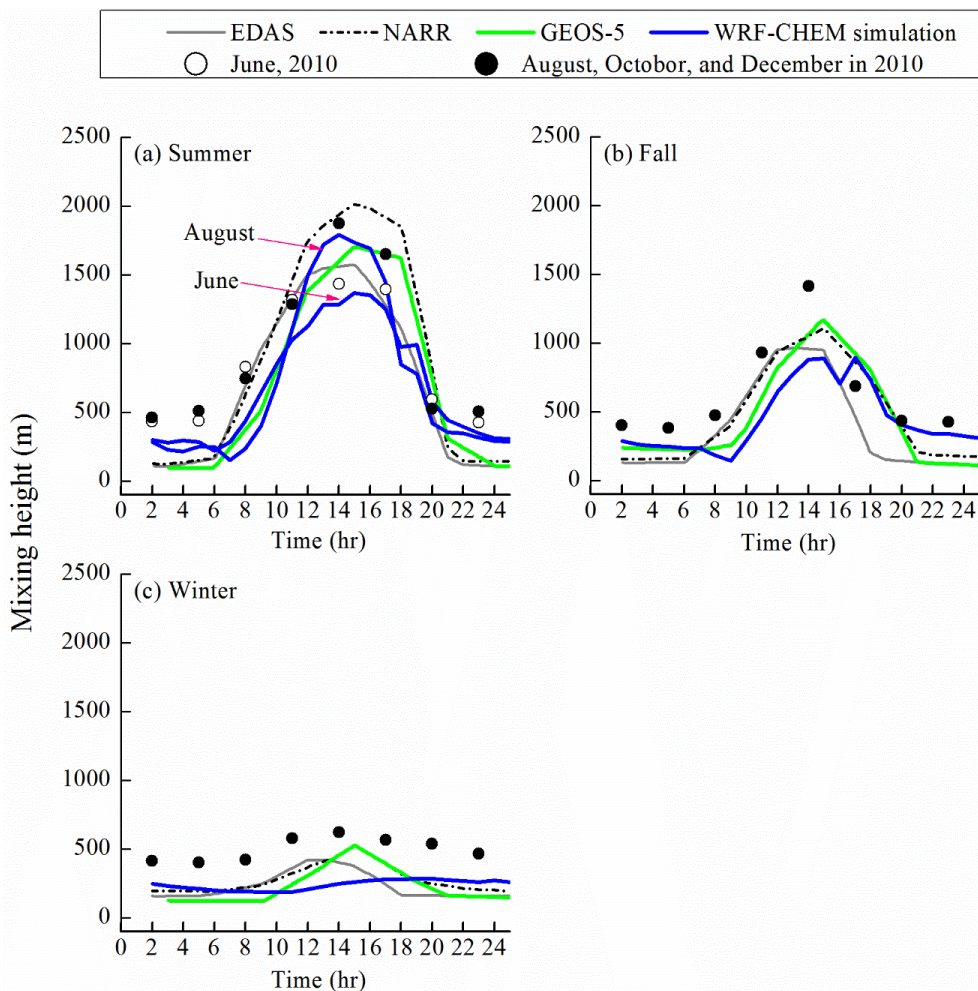 EDAS NARR GEOS-5 WRF-CHEM simulation
June, 2010 August, Octobor, and December in 2010
2500 (a) Summer
2000
August
1500
June
1000
500
0
0 2 4 6 8 10 12 14 16 18 20 22 24
Time (hr)
2500 (b) Fall
2000
1500
1000
500
0
0 2 4 6 8 10 12 14 16 18 20 22 24
Time (hr)
Mixing height (m)
2500 (c) Winter
2000
1500
1000
500
0
0 2 4 6 8 10 12 14 16 18 20 22 24
Time (hr)